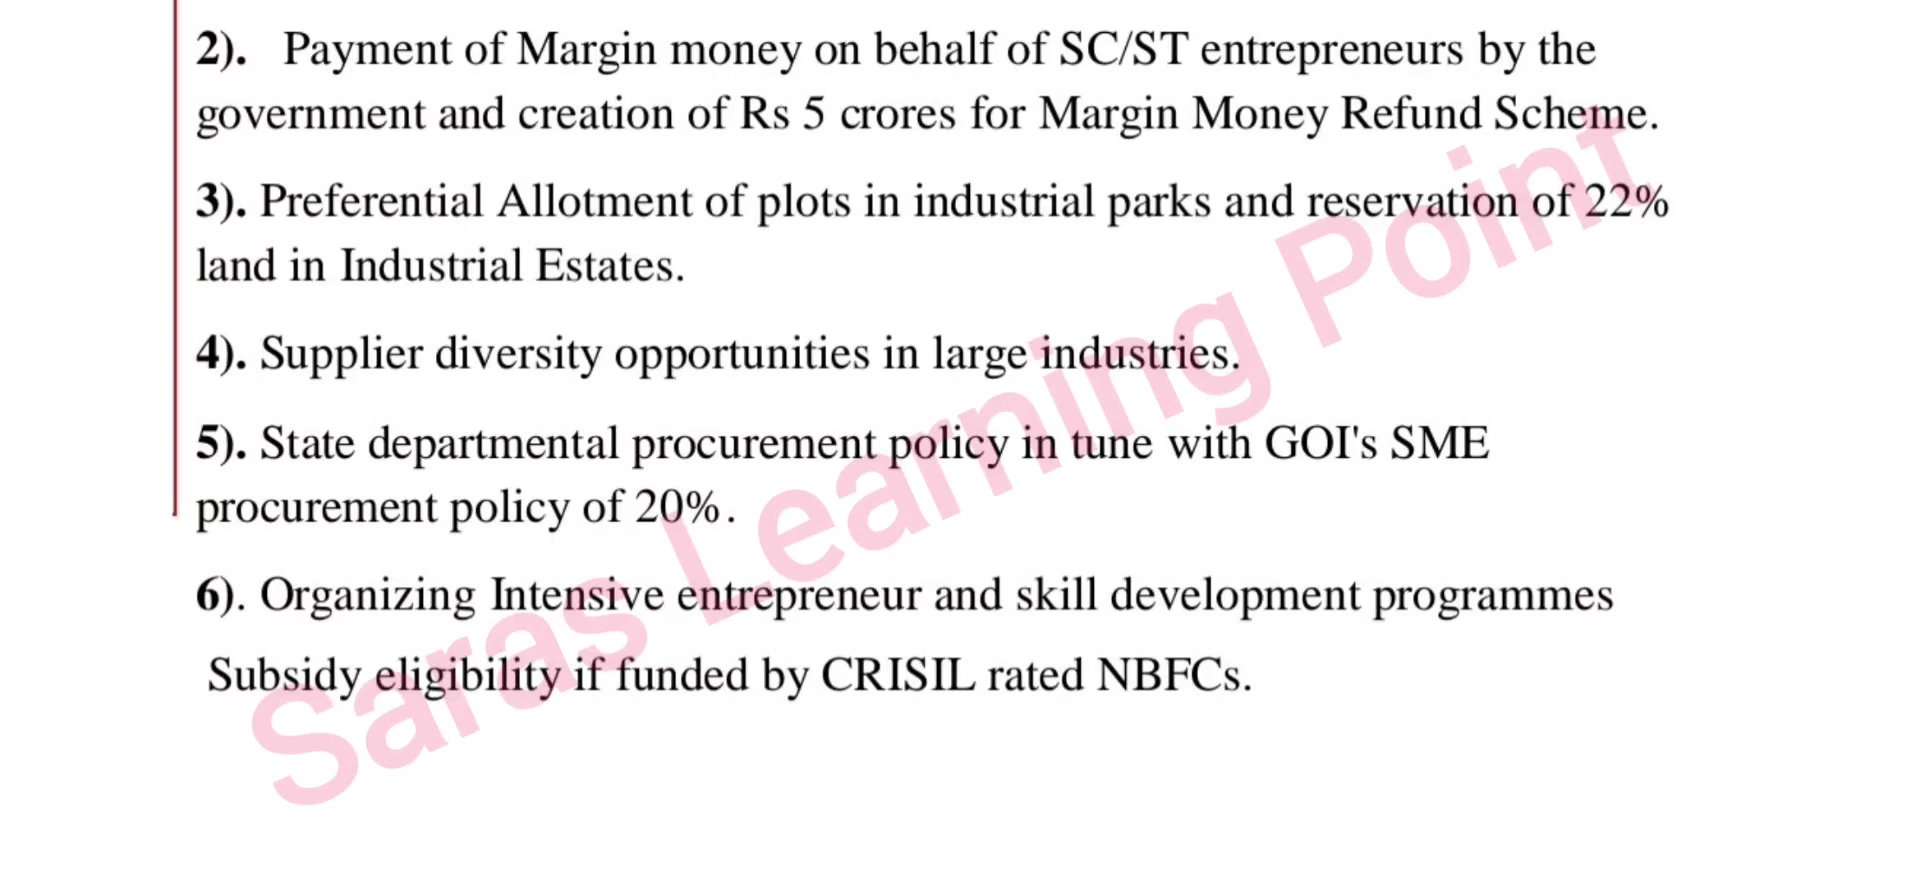 2). Payment of Margin money on behalf of SC/ST entrepreneurs by the
government and creation of Rs 5 crores for Margin Money Refund Scheme.
3). Preferential Allotment of plots in industrial parks and reservation of 22%
land in Industrial Estates.
4). Supplier diversity opportunities in large industries.
5). State departmental procurement policy in tune with GOI's SME
procurement policy of 20%.
6). Organizing Intensive entrepreneur and skill development programmes
Subsidy eligibility if funded by CRISIL rated NBFCs.
Saras Learning Point